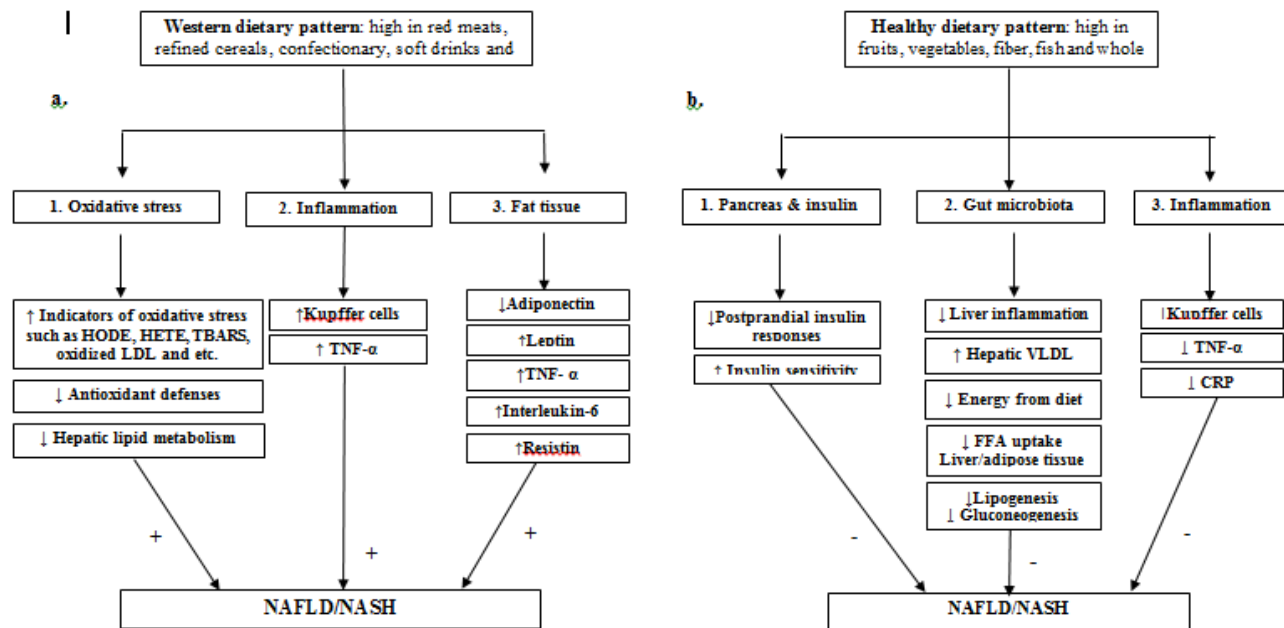 Western dietary pattern: high in red meats,
refined cereals, confectionary, soft drinks and
a.
1. Oxidative stress
2. Inflammation
3. Fat tissue
↑ Indicators of oxidative stress
such as HODE, HETE, TBARS,
oxidized LDL and etc.
↓ Antioxidant defenses
↓ Hepatic lipid metabolism
↑Kupffer cells
↑ TNF-α
↓Adiponectin
↑Leptin
↑TNF- α
↑Interleukin-6
↑Resistin
+
+
+
NAFLD/NASH
Healthy dietary pattern: high in
fruits, vegetables, fiber, fish and whole
b.
1. Pancreas & insulin
2. Gut microbiota
3. Inflammation
↓Postprandial insulin
responses
↑ Insulin sensitivity
↓ Liver inflammation
↑ Hepatic VLDL
↓ Energy from diet
↓ FFA uptake
Liver/adipose tissue
↓Lipogenesis
↓ Gluconeogenesis
Kupffer cells
↓ TNF-α
↓ CRP
-
-
-
NAFLD/NASH